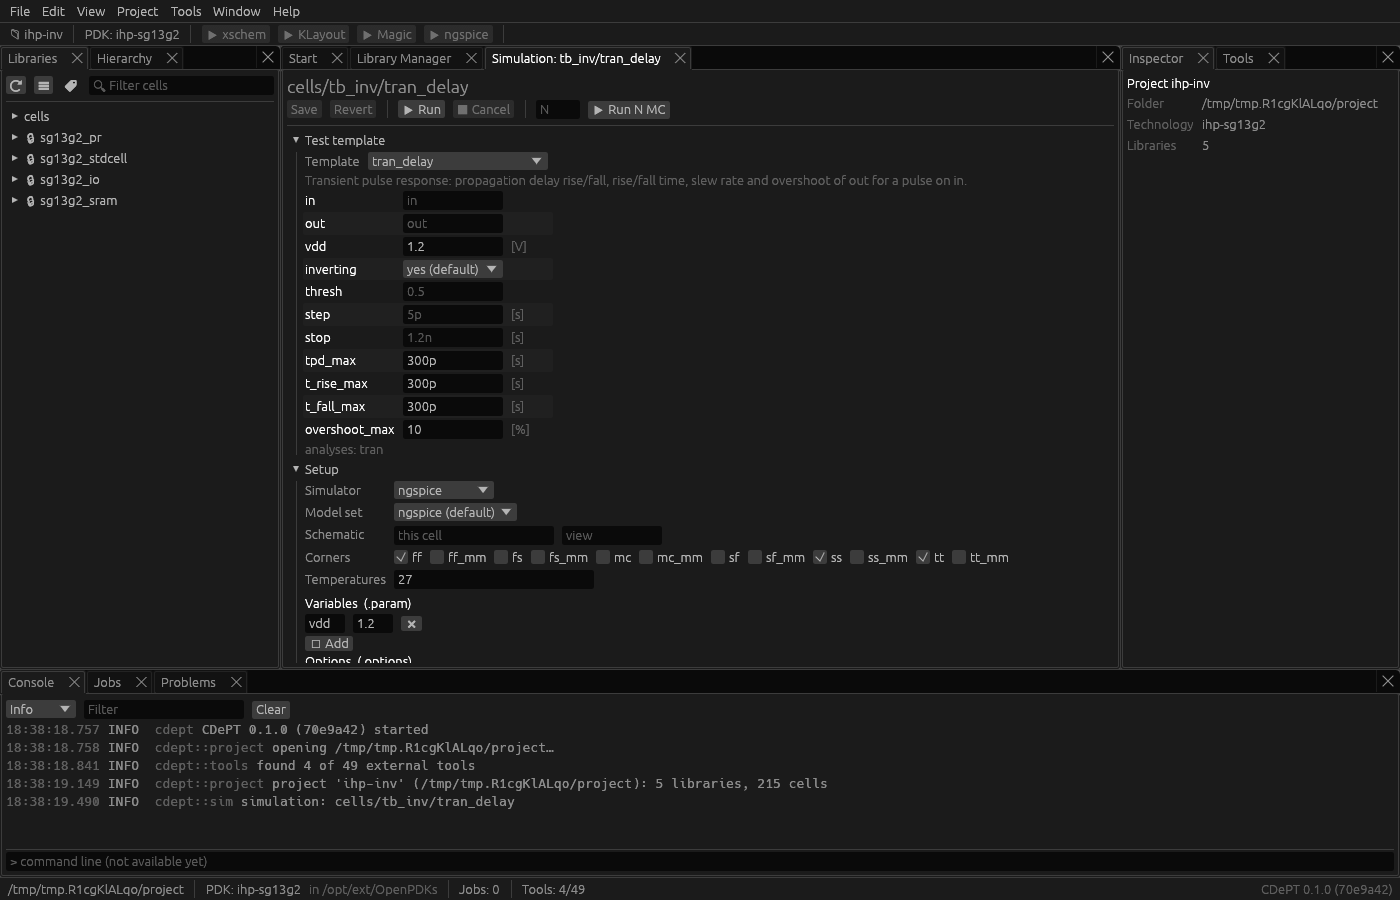 File Edit View Project Tools Window Help
ihp-inv PDK: ihp-sg13g2 xschem KLayout Magic ngspice
Libraries Hierarchy
Filter cells
cells
sg13g2_pr
sg13g2_stdcell
sg13g2_io
sg13g2_sram
Start Library Manager Simulation: tb_inv/tran_delay
cells/tb_inv/tran_delay
Save Revert Run Cancel N Run N MC
Test template
Template tran_delay
Transient pulse response: propagation delay rise/fall, rise/fall time, slew rate and overshoot of out for a pulse on in.
in in
out out
vdd 1.2 [V]
inverting yes (default)
thresh 0.5
step 5p [s]
stop 1.2n [s]
tpd_max 300p [s]
t_rise_max 300p [s]
t_fall_max 300p [s]
overshoot_max 10 [%]
analyses: tran
Setup
Simulator ngspice
Model set ngspice (default)
Schematic this cell view
Corners ff ff_mm fs fs_mm mc mc_mm sf sf_mm ss ss_mm tt tt_mm
Temperatures 27
Variables (.param)
vdd 1.2
Add
Options (.options)
Inspector Tools
Project ihp-inv
Folder /tmp/tmp.R1cgKlALqo/project
Technology ihp-sg13g2
Libraries 5
Console Jobs Problems
Info Filter Clear
18:38:18.757 INFO cdept CDePT 0.1.0 (70e9a42) started
18:38:18.758 INFO cdept::project opening /tmp/tmp.R1cgKlALqo/project…
18:38:18.841 INFO cdept::tools found 4 of 49 external tools
18:38:19.149 INFO cdept::project project 'ihp-inv' (/tmp/tmp.R1cgKlALqo/project): 5 libraries, 215 cells
18:38:19.490 INFO cdept::sim simulation: cells/tb_inv/tran_delay
> command line (not available yet)
/tmp/tmp.R1cgKlALqo/project PDK: ihp-sg13g2 in /opt/ext/OpenPDKs Jobs: 0 Tools: 4/49 CDePT 0.1.0 (70e9a42)